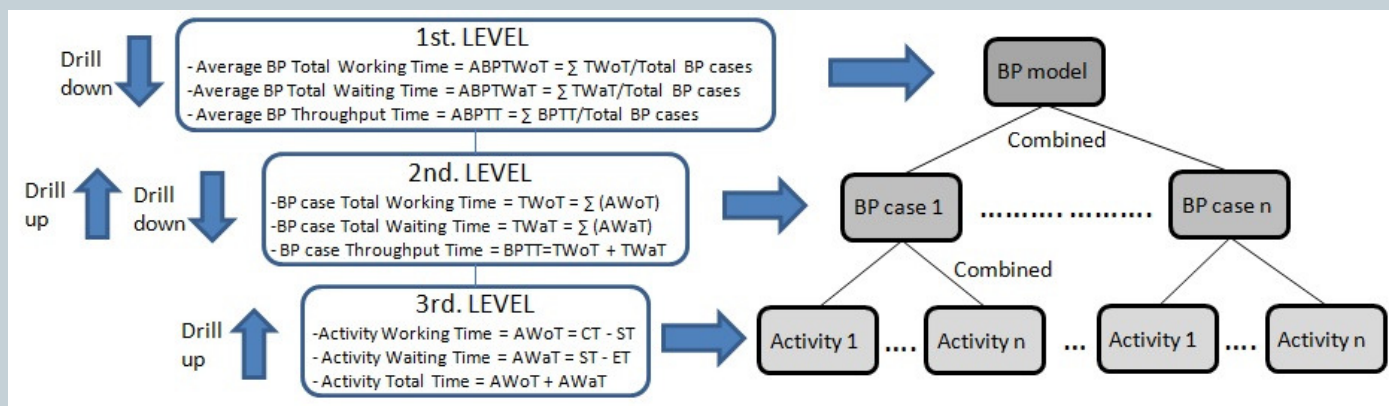 Drill
down
1st. LEVEL
- Average BP Total Working Time = ABPTWoT = ∑ TWoT/Total BP cases
-Average BP Total Waiting Time = ABPTWaT = ∑ TWaT/Total BP cases
- Average BP Throughput Time = ABPTT = ∑ BPTT/Total BP cases
BP model
Combined
Drill
up
Drill
down
2nd. LEVEL
-BP case Total Working Time = TWoT = ∑ (AWoT)
-BP case Total Waiting Time = TWaT = ∑ (AWaT)
- BP case Throughput Time = BPTT=TWoT + TWaT
BP case 1
.......... ..........
BP case n
Combined
Drill
up
3rd. LEVEL
-Activity Working Time = AWoT = CT - ST
-Activity Waiting Time = AWaT = ST - ET
- Activity Total Time = AWoT + AWaT
Activity 1
....
Activity n
...
Activity 1
....
Activity n